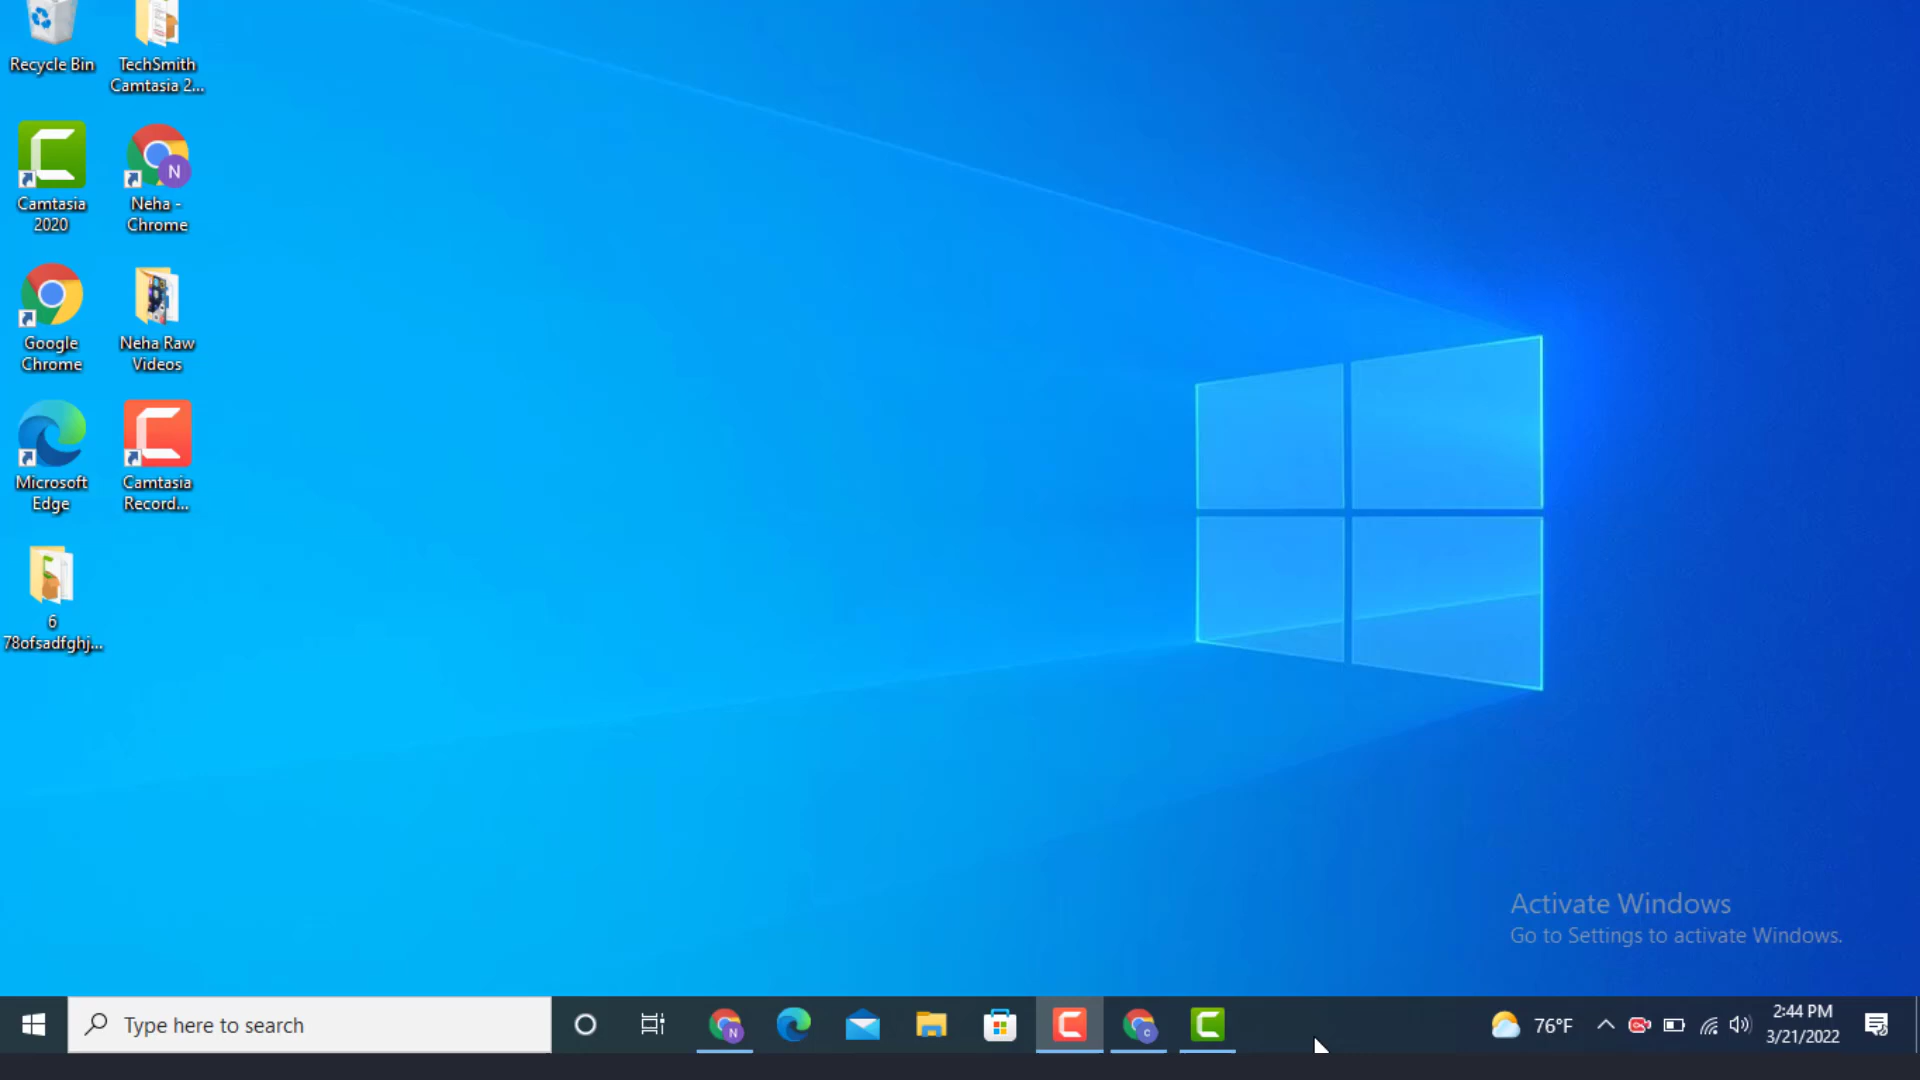 Recycle Bin
TechSmith
Camtasia 2...
Camtasia
2020
N
Neha -
Chrome
Google
Chrome
Neha Raw
Videos
Microsoft
Edge
Camtasia
Record...
6
78ofsadfghj...
Activate Windows
Go to Settings to activate Windows.
Type here to search
N
C
76°F
2:44 PM
3/21/2022